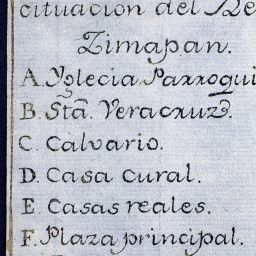 cituacion del Re
Zimapan.
A. Yglecia Parroqui
B. Sta. Veracruz.
C. Calvario.
D. Casa cural.
E. Casas reales.
F. Plaza principal.